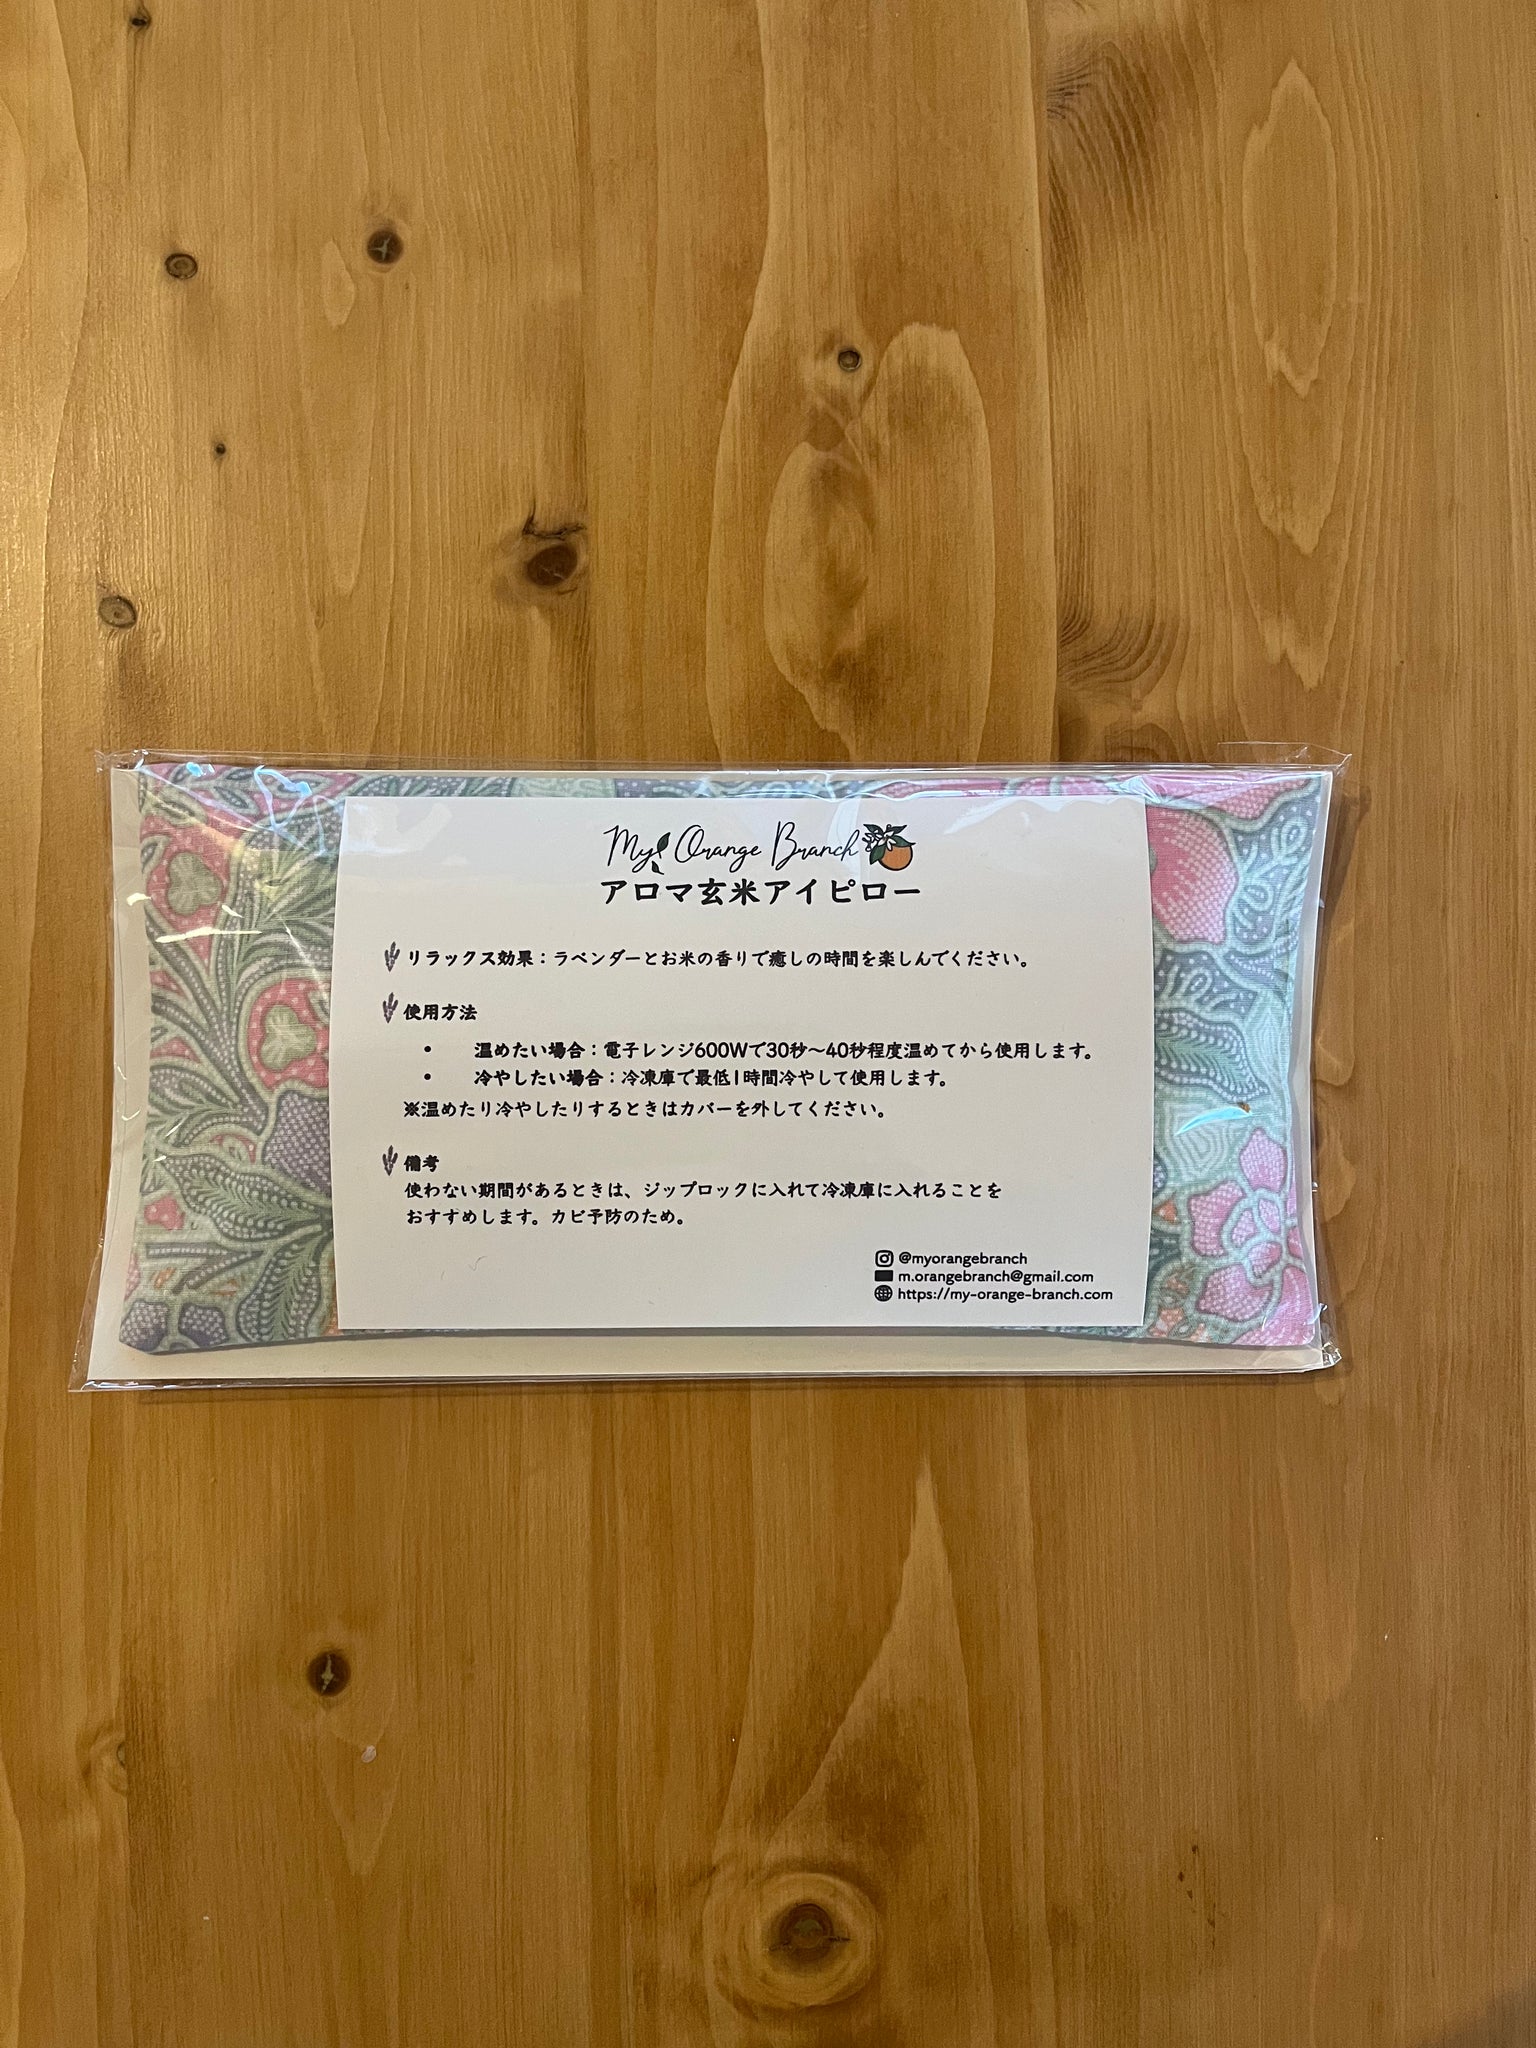 My Orange Branch
アロマ玄米アイピロー
リラックス効果：ラベンダーとお米の香りで癒しの時間を楽しんでください。
使用方法
• 温めたい場合：電子レンジ600Wで30秒〜40秒程度温めてから使用します。
• 冷やしたい場合：冷凍庫で最低1時間冷やして使用します。
※温めたり冷やしたりするときはカバーを外してください。
備考
使わない期間があるときは、ジップロックに入れて冷凍庫に入れることを
おすすめします。カビ予防のため。
@myorangebranch
m.orangebranch@gmail.com
https://my-orange-branch.com